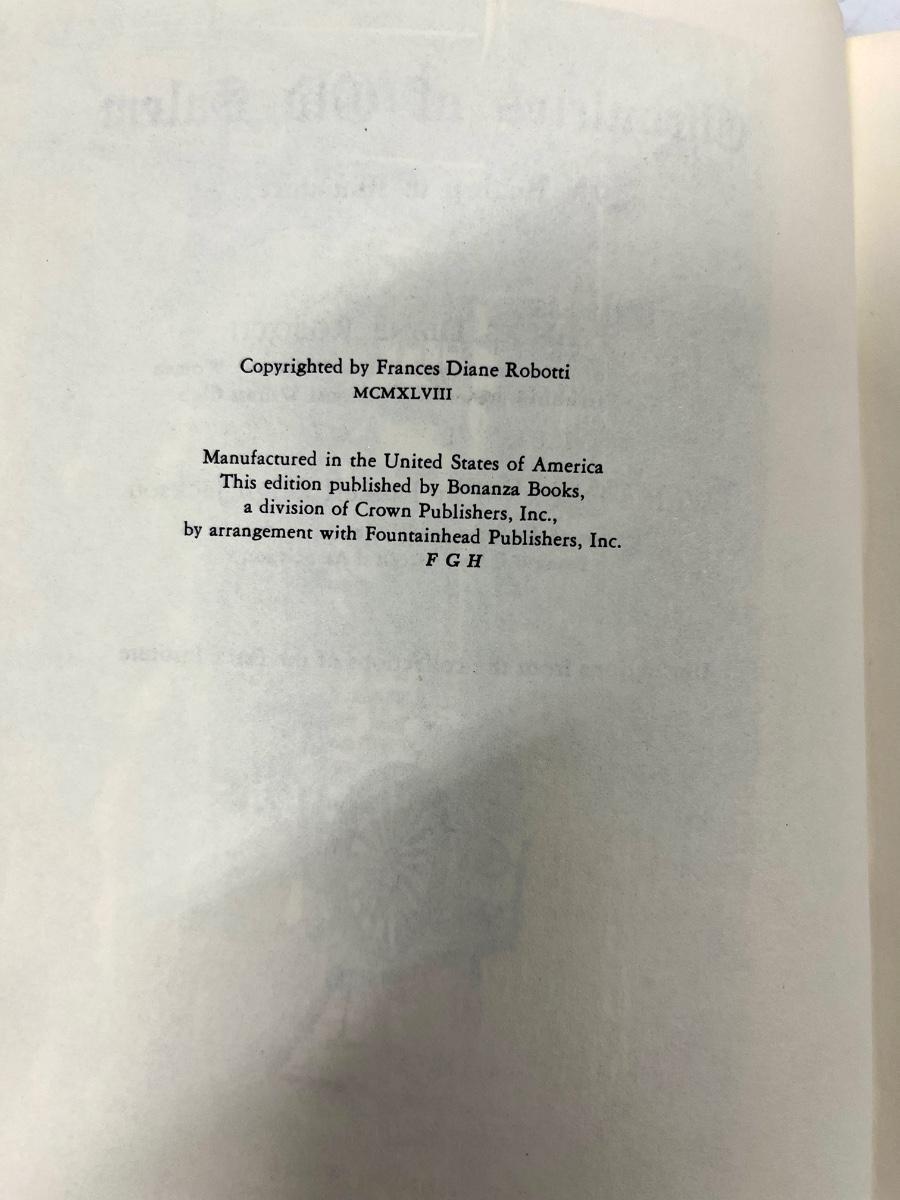 Copyrighted by Frances Diane Robotti
MCMXLVIII
Manufactured in the United States of America
This edition published by Bonanza Books,
a division of Crown Publishers, Inc.,
by arrangement with Fountainhead Publishers, Inc.
F G H